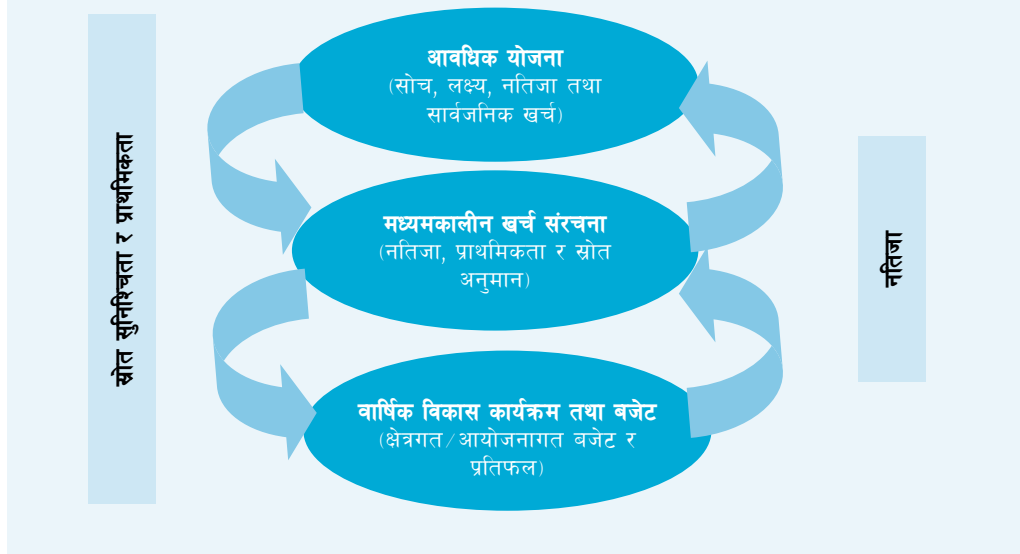 स्रोत सुनिश्चितता र प्राथमिकता
आवधिक योजना
(सोच, लक्ष्य, नतिजा तथा
सार्वजनिक खर्च)
मध्यमकालीन खर्च संरचना
(नतिजा, प्राथमिकता र स्रोत
अनुमान)
वार्षिक विकास कार्यक्रम तथा बजेट
(क्षेत्रगत/आयोजनागत बजेट र
प्रतिफल)
नतिजा